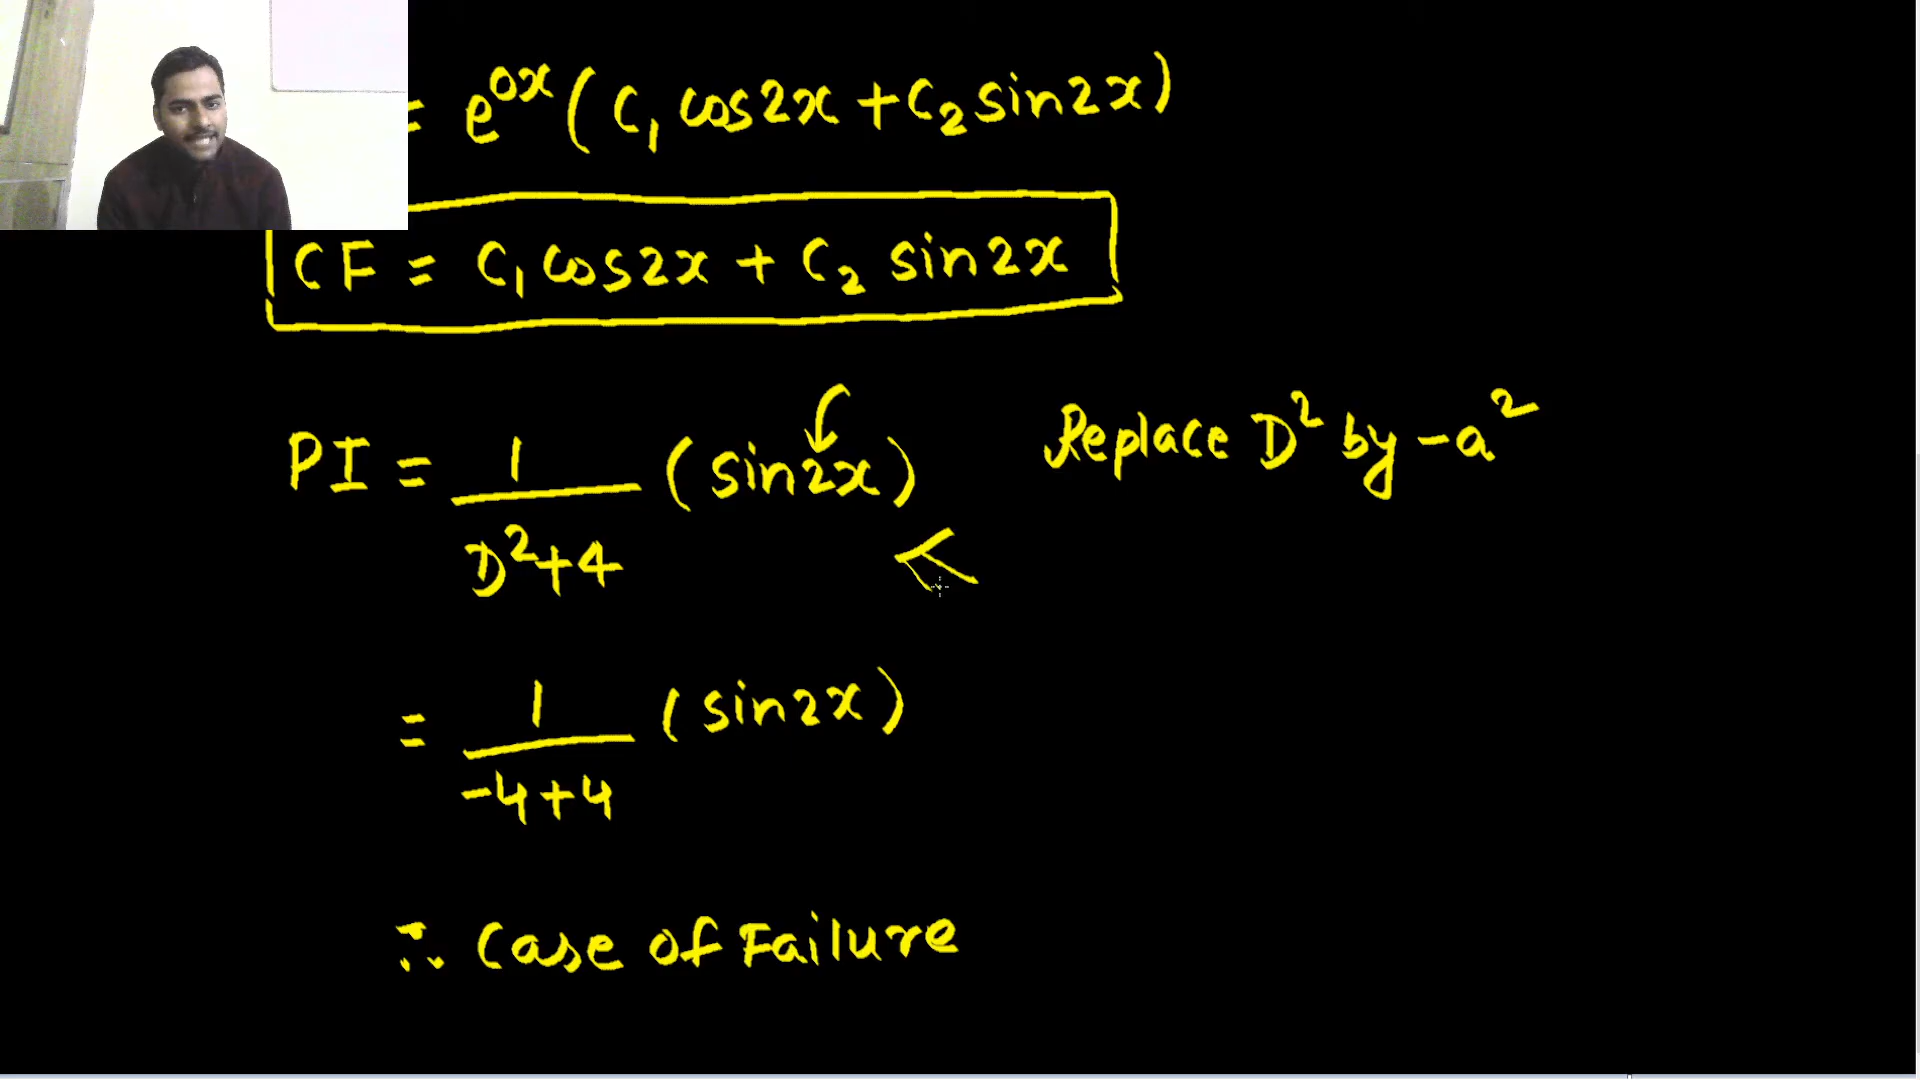 = e^0x (C₁ cos2x + C₂ sin2x)
CF = C₁ cos2x + C₂ sin2x
PI = 1/(D²+4) (sin2x) Replace D² by -a²
= 1/(-4+4) (sin2x)
∴ Case of Failure